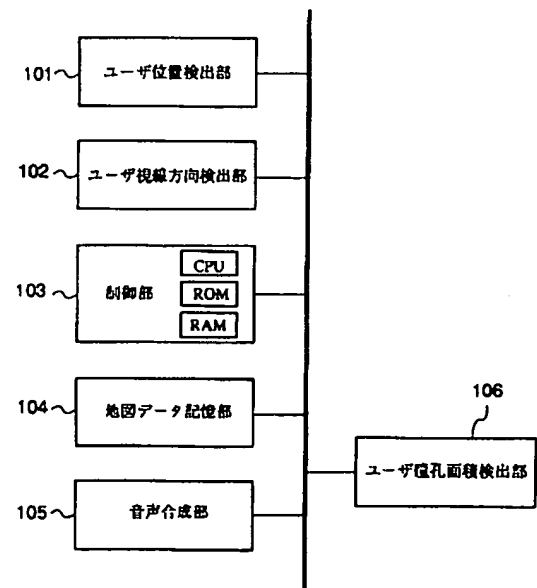 101
ユーザ位置検出部
102
ユーザ視線方向検出部
103
制御部
CPU
ROM
RAM
104
地図データ記憶部
105
音声合成部
106
ユーザ瞳孔面積検出部